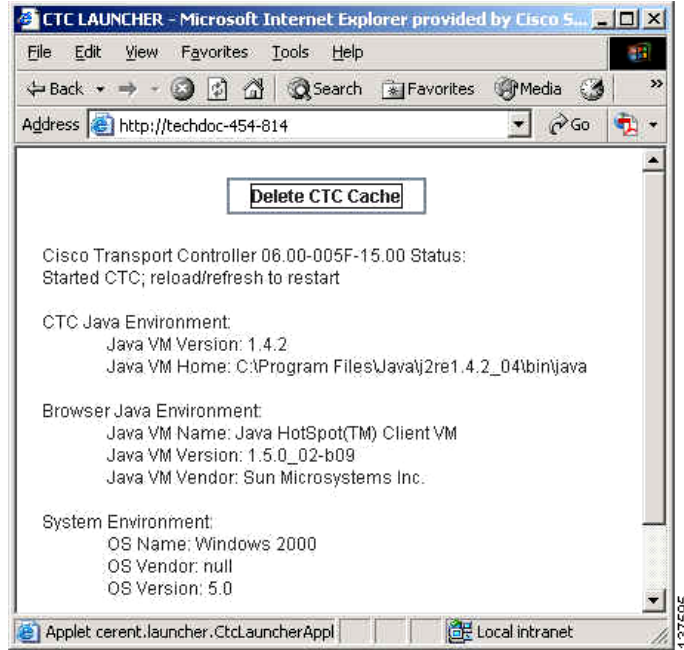 CTC LAUNCHER - Microsoft Internet Explorer provided by Cisco S...
File Edit View Favorites Tools Help
Back Search Favorites Media »
Address http://techdoc-454-814 Go
Delete CTC Cache
Cisco Transport Controller 06.00-005F-15.00 Status:
Started CTC; reload/refresh to restart
CTC Java Environment:
Java VM Version: 1.4.2
Java VM Home: C:\Program Files\Java\j2re1.4.2_04\bin\java
Browser Java Environment:
Java VM Name: Java HotSpot(TM) Client VM
Java VM Version: 1.5.0_02-b09
Java VM Vendor: Sun Microsystems Inc.
System Environment:
OS Name: Windows 2000
OS Vendor: null
OS Version: 5.0
Applet cerent.launcher.CtcLauncherAppl Local intranet
137595